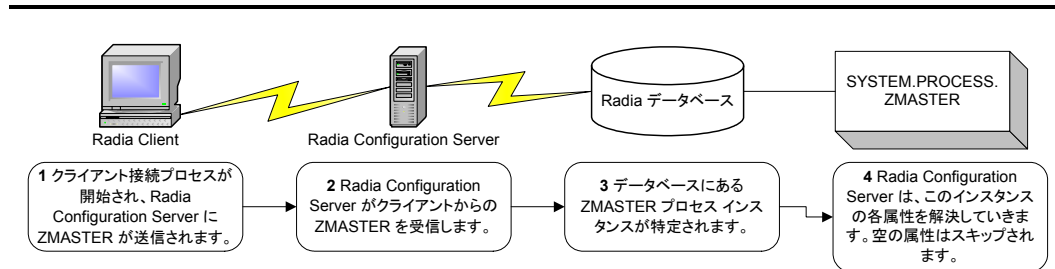 Radia Client
Radia Configuration Server
Radia データベース
SYSTEM.PROCESS.
ZMASTER
1 クライアント接続プロセスが
開始され、Radia
Configuration Server に
ZMASTER が送信されます。
2 Radia Configuration
Server がクライアントからの
ZMASTER を受信します。
3 データベースにある
ZMASTER プロセス インス
タンスが特定されます。
4 Radia Configuration
Server は、このインスタンス
の各属性を解決していきま
す。空の属性はスキップされ
ます。